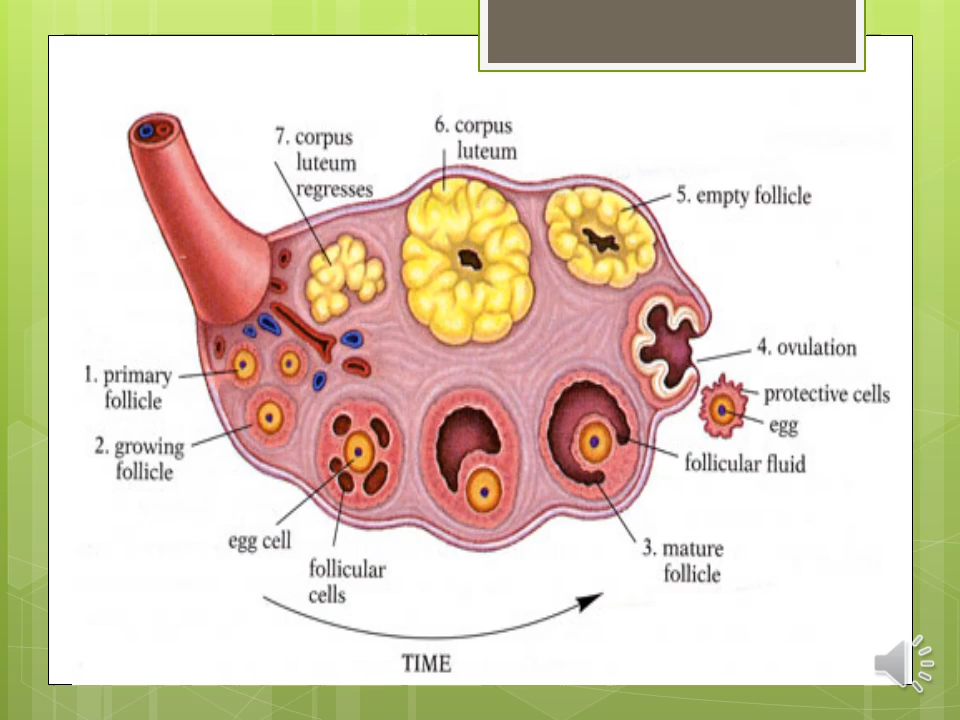 7. corpus
luteum
regresses
6. corpus
luteum
5. empty follicle
4. ovulation
protective cells
egg
follicular fluid
3. mature
follicle
1. primary
follicle
2. growing
follicle
egg cell
follicular
cells
TIME